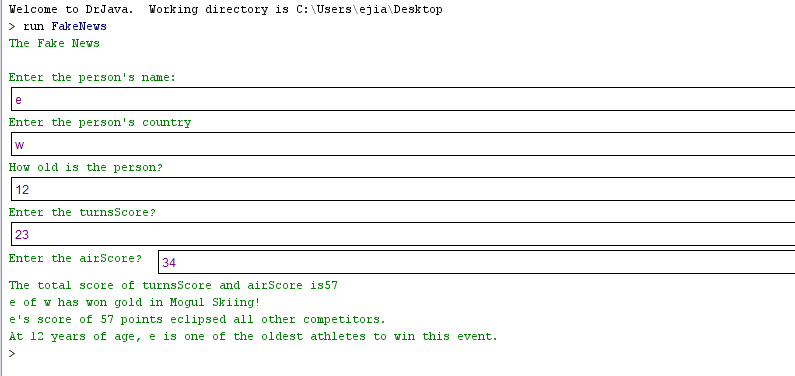 Welcome to DrJava.  Working directory is C:\Users\ejia\Desktop
> run FakeNews
The Fake News
Enter the person's name:
e
Enter the person's country
w
How old is the person?
12
Enter the turnsScore?
23
Enter the airScore? 34
The total score of turnsScore and airScore is57
e of w has won gold in Mogul Skiing!
e's score of 57 points eclipsed all other competitors.
At 12 years of age, e is one of the oldest athletes to win this event.
>